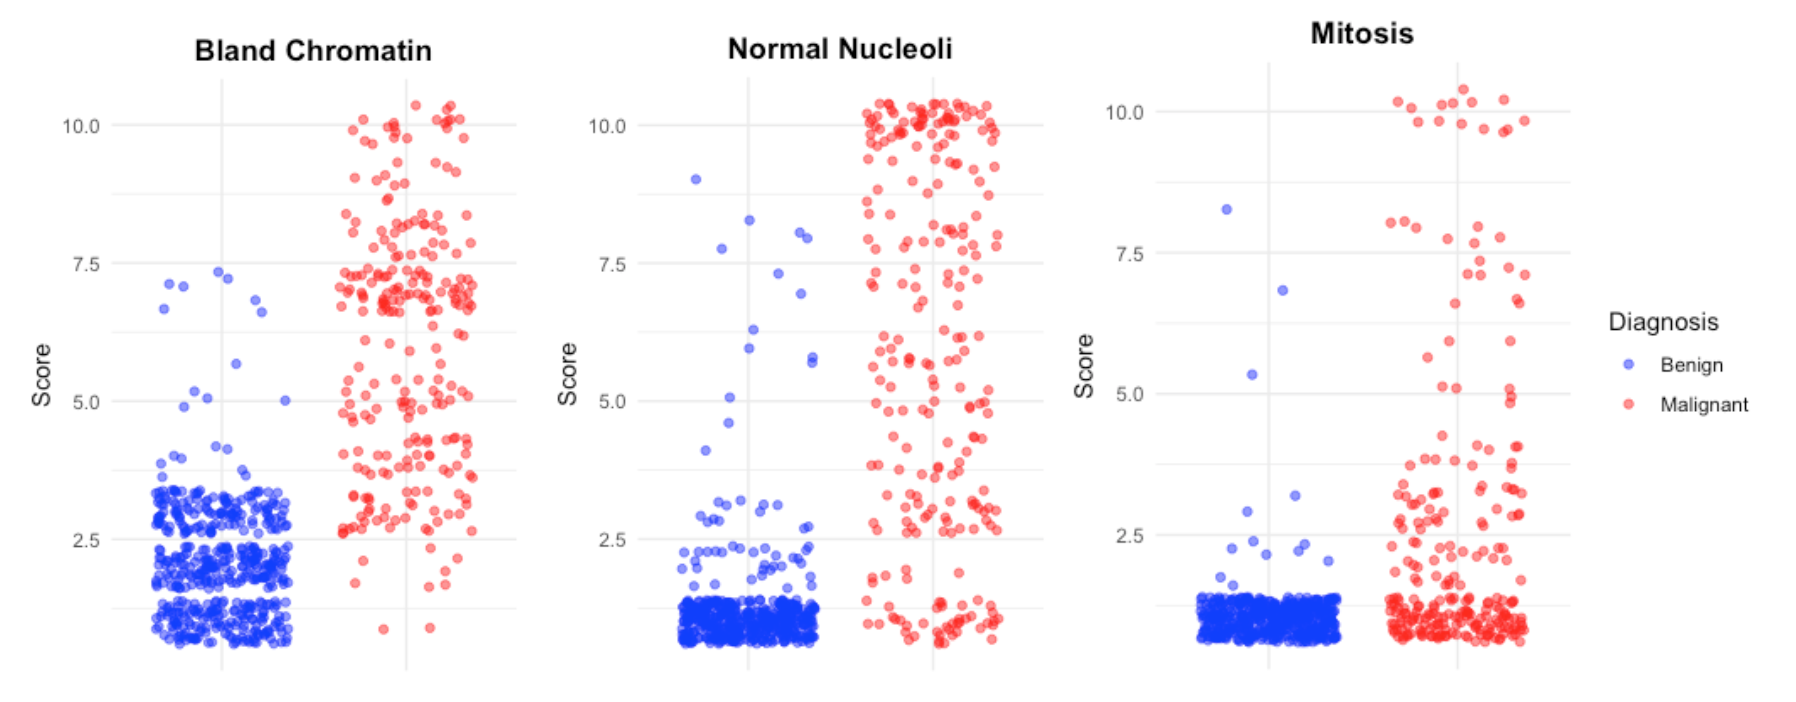 Bland Chromatin
Score
10.0
7.5
5.0
2.5
Normal Nucleoli
Score
10.0
7.5
5.0
2.5
Mitosis
Score
10.0
7.5
5.0
2.5
Diagnosis
Benign
Malignant